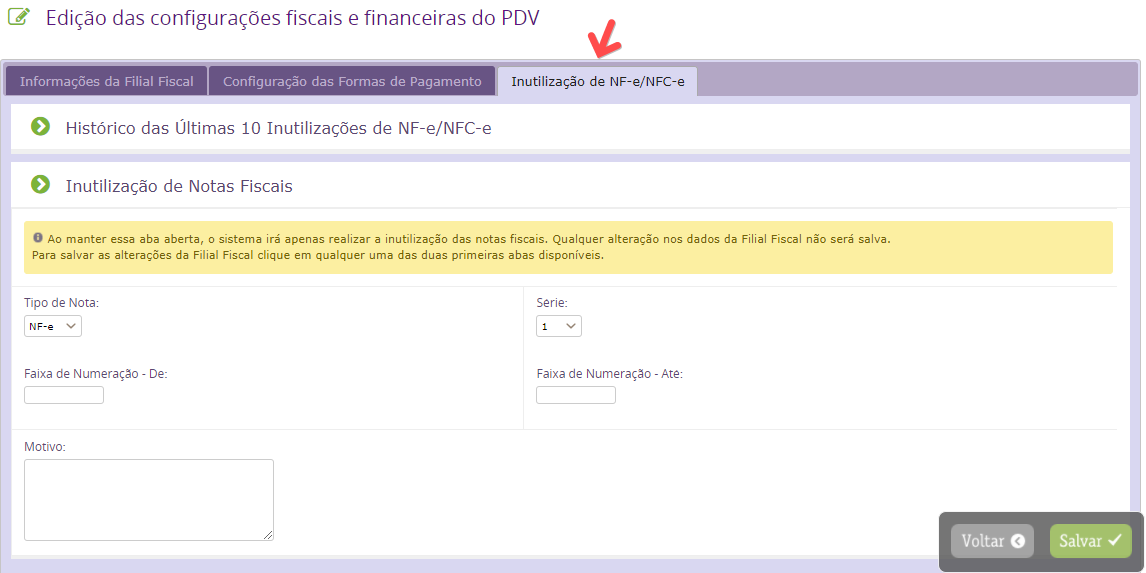 Edição das configurações fiscais e financeiras do PDV
Informações da Filial Fiscal
Configuração das Formas de Pagamento
Inutilização de NF-e/NFC-e
Histórico das Últimas 10 Inutilizações de NF-e/NFC-e
Inutilização de Notas Fiscais
Ao manter essa aba aberta, o sistema irá apenas realizar a inutilização das notas fiscais. Qualquer alteração nos dados da Filial Fiscal não será salva.
Para salvar as alterações da Filial Fiscal clique em qualquer uma das duas primeiras abas disponíveis.
Tipo de Nota:
Série:
NF-e
1
Faixa de Numeração - De:
Faixa de Numeração - Até:
Motivo:
Voltar
Salvar